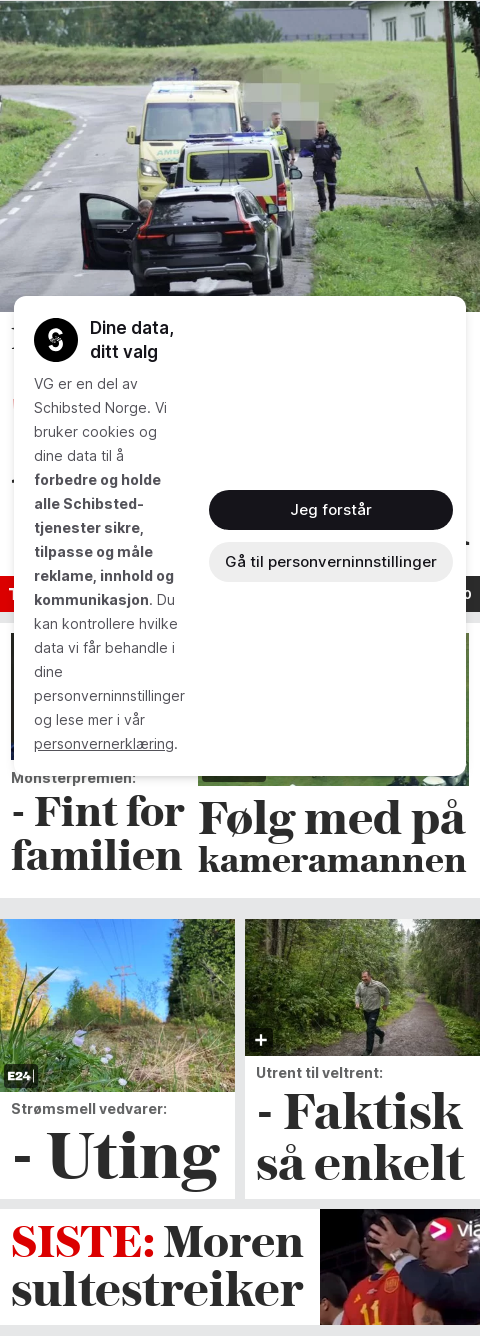 Dine data,
ditt valg
VG er en del av
Schibsted Norge. Vi
bruker cookies og
dine data til å
forbedre og holde
alle Schibsted-
tjenester sikre,
tilpasse og måle
reklame, innhold og
kommunikasjon. Du
kan kontrollere hvilke
data vi får behandle i
dine
personverninnstillinger
og lese mer i vår
personvernerklæring.
Jeg forstår
Gå til personverninnstillinger
Monsterpremien:
- Fint for
familien
Følg med på
kameramannen
E24
Strømsmell vedvarer:
- Uting
+
Utrent til veltrent:
- Faktisk
så enkelt
SISTE: Moren
sultestreiker
11